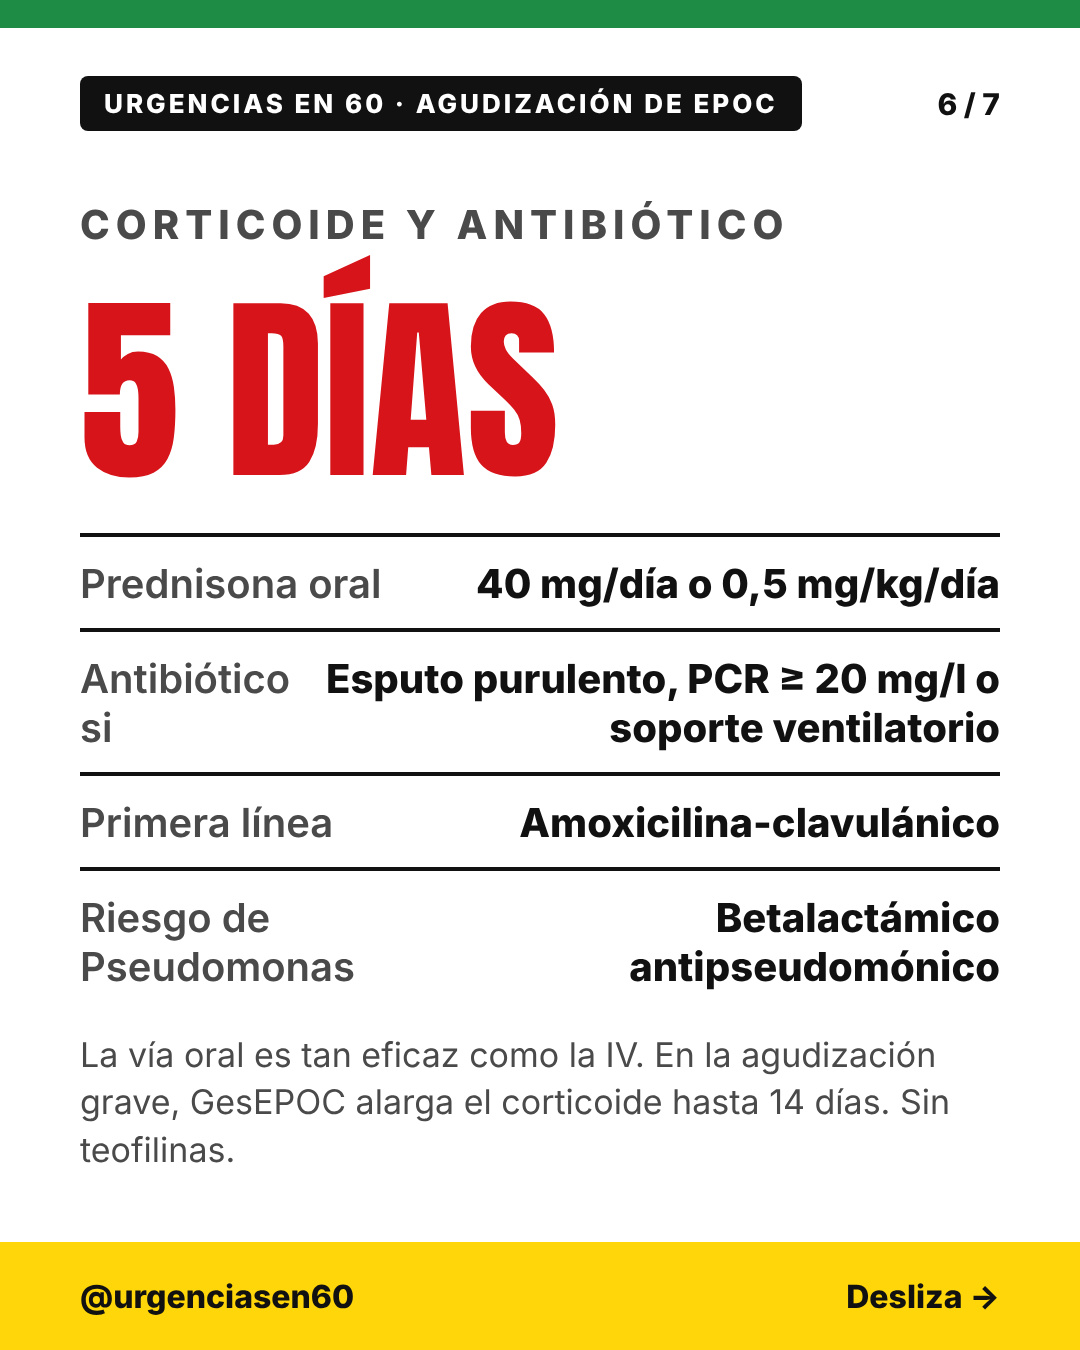 URGENCIAS EN 60 · AGUDIZACIÓN DE EPOC
6 / 7
CORTICOIDE Y ANTIBIÓTICO
5 DÍAS
Prednisona oral 40 mg/día o 0,5 mg/kg/día
Antibiótico si Esputo purulento, PCR ≥ 20 mg/l o
soporte ventilatorio
Primera línea Amoxicilina-clavulánico
Riesgo de Betalactámico
Pseudomonas antipseudomónico
La vía oral es tan eficaz como la IV. En la agudización
grave, GesEPOC alarga el corticoide hasta 14 días. Sin
teofilinas.
@urgenciasen60
Desliza →